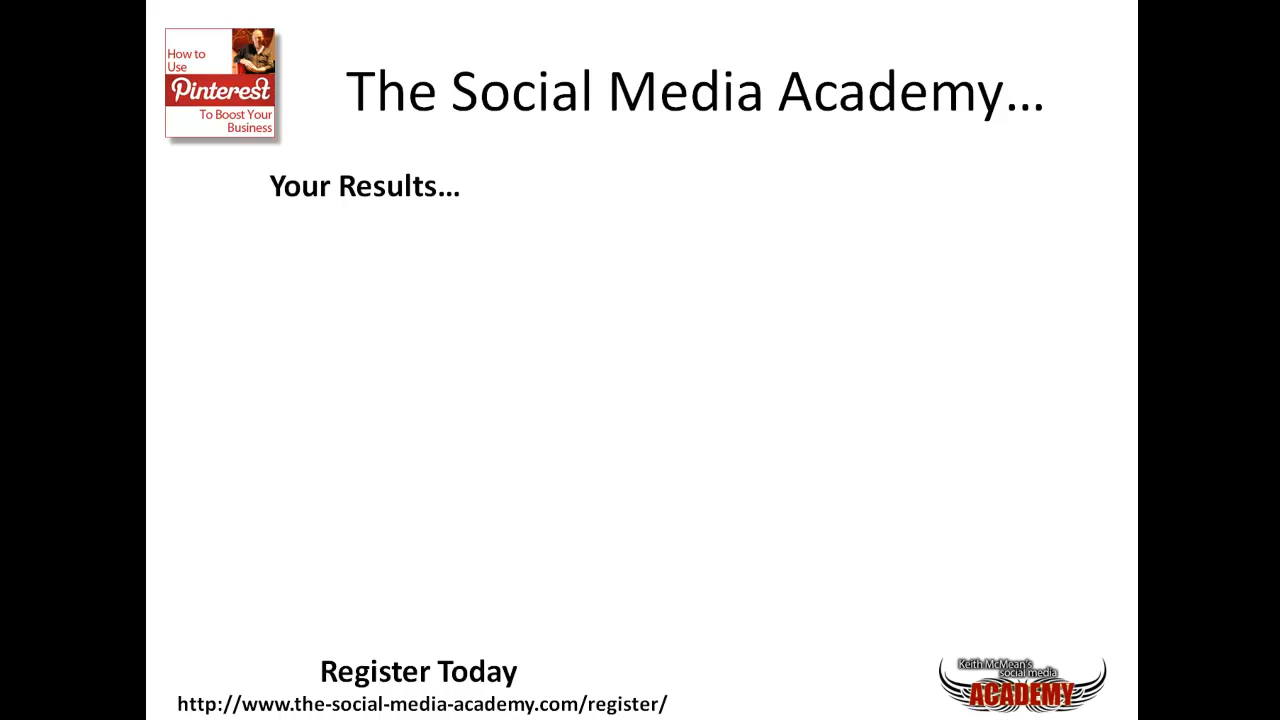 How to
Use
Pinterest
To Boost Your
Business
The Social Media Academy...
Your Results...
Register Today
http://www.the-social-media-academy.com/register/
Keith McMean's
social media
ACADEMY